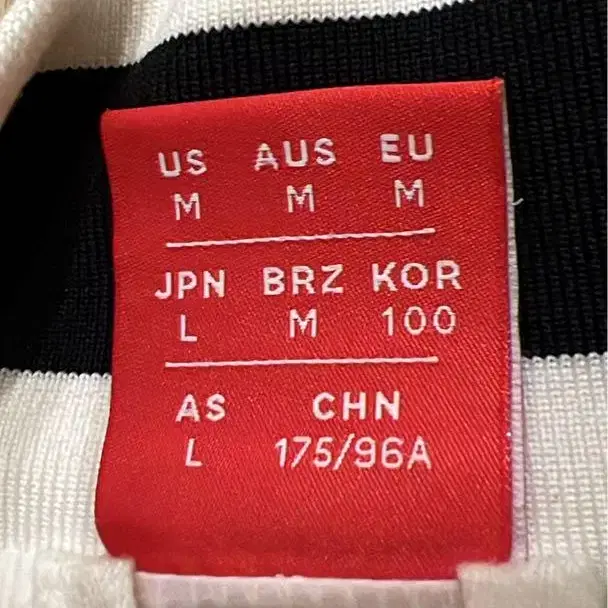 US AUS EU
M M M
JPN BRZ KOR
L M 100
AS CHN
L 175/96A